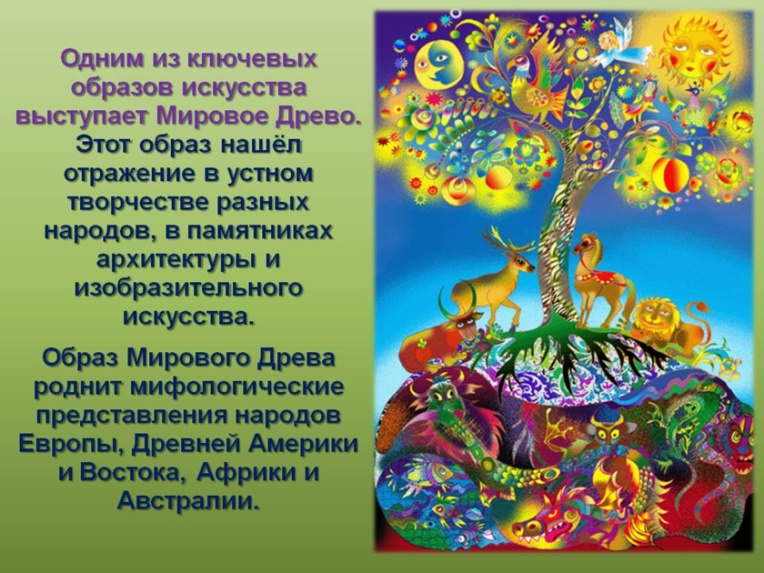 Одним из ключевых
образов искусства
выступает Мировое Древо.
Этот образ нашёл
отражение в устном
творчестве разных
народов, в памятниках
архитектуры и
изобразительного
искусства.
Образ Мирового Древа
роднит мифологические
представления народов
Европы, Древней Америки
и Востока, Африки и
Австралии.